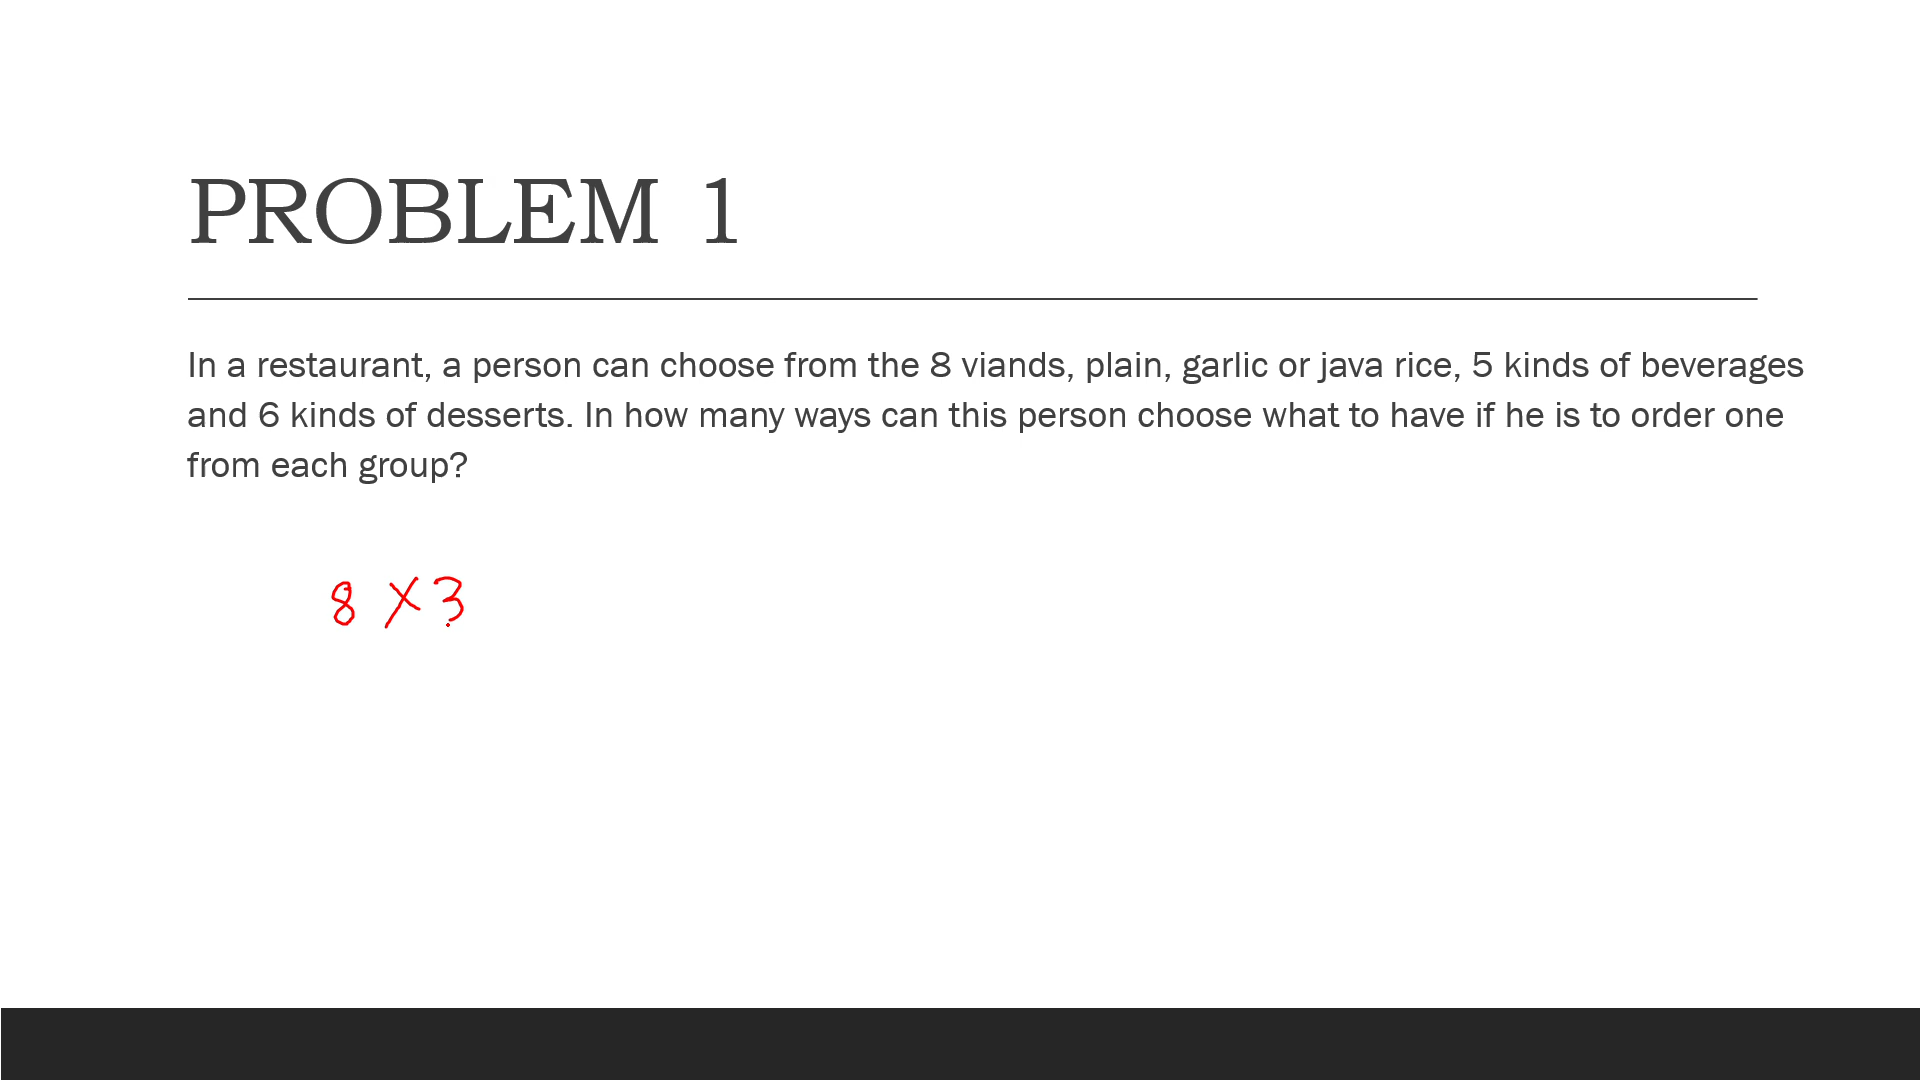 PROBLEM 1
In a restaurant, a person can choose from the 8 viands, plain, garlic or java rice, 5 kinds of beverages
and 6 kinds of desserts. In how many ways can this person choose what to have if he is to order one
from each group?
8 X 3